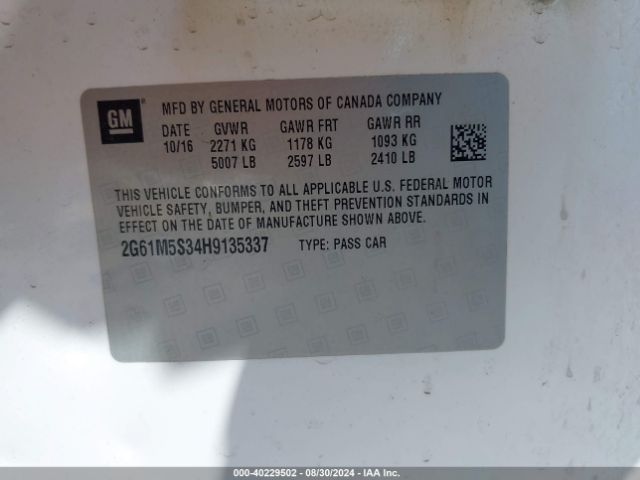 GM
MFD BY GENERAL MOTORS OF CANADA COMPANY
DATE GVWR GAWR FRT GAWR RR
10/16 2271 KG 1178 KG 1093 KG
5007 LB 2597 LB 2410 LB
THIS VEHICLE CONFORMS TO ALL APPLICABLE U.S. FEDERAL MOTOR
VEHICLE SAFETY, BUMPER, AND THEFT PREVENTION STANDARDS IN
EFFECT ON THE DATE OF MANUFACTURE SHOWN ABOVE.
2G61M5S34H9135337 TYPE: PASS CAR
000-40229502 - 08/30/2024 - IAA Inc.